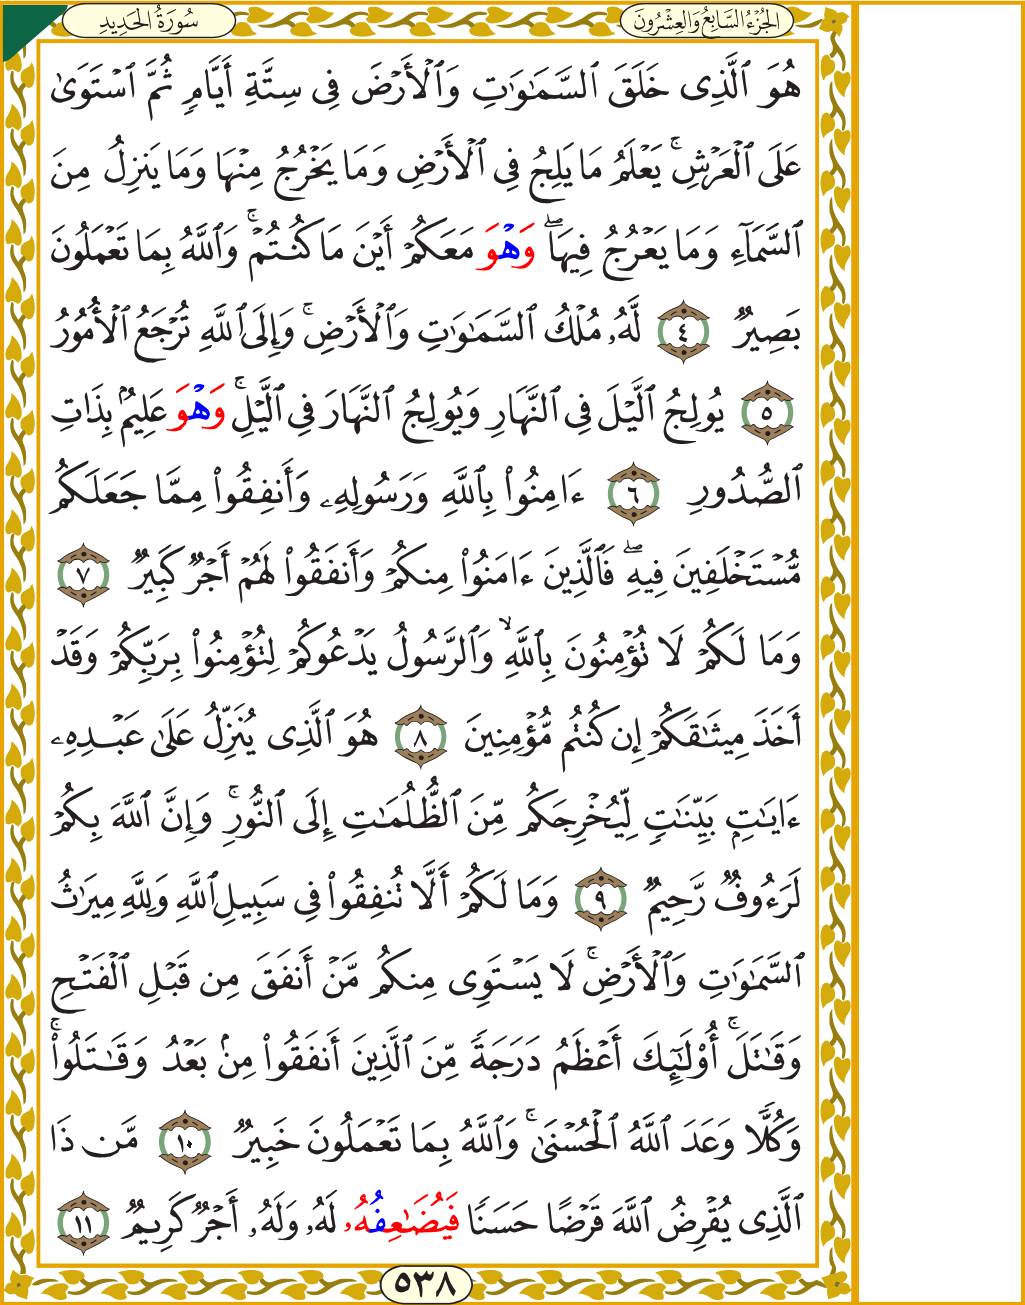 الجُزْءُ السَّابِعُ وَالعِشْرُونَ
سُورَةُ الحَدِيدِ
هُوَ ٱلَّذِى خَلَقَ ٱلسَّمَـٰوَٰتِ وَٱلْأَرْضَ فِى سِتَّةِ أَيَّامٍۢ ثُمَّ ٱسْتَوَىٰ
عَلَى ٱلْعَرْشِ ۚ يَعْلَمُ مَا يَلِجُ فِى ٱلْأَرْضِ وَمَا يَخْرُجُ مِنْهَا وَمَا يَنزِلُ مِنَ
ٱلسَّمَآءِ وَمَا يَعْرُجُ فِيهَا ۖ وَهْوَ مَعَكُمْ أَيْنَ مَا كُنتُمْ ۚ وَٱللَّهُ بِمَا تَعْمَلُونَ
بَصِيرٌ ٤ لَّهُۥ مُلْكُ ٱلسَّمَـٰوَٰتِ وَٱلْأَرْضِ ۚ وَإِلَى ٱللَّهِ تُرْجَعُ ٱلْأُمُورُ
٥ يُولِجُ ٱلَّيْلَ فِى ٱلنَّهَارِ وَيُولِجُ ٱلنَّهَارَ فِى ٱلَّيْلِ ۚ وَهْوَ عَلِيمٌۢ بِذَاتِ
ٱلصُّدُورِ ٦ ءَامِنُوا۟ بِٱللَّهِ وَرَسُولِهِۦ وَأَنفِقُوا۟ مِمَّا جَعَلَكُم
مُّسْتَخْلَفِينَ فِيهِ ۖ فَٱلَّذِينَ ءَامَنُوا۟ مِنكُمْ وَأَنفَقُوا۟ لَهُمْ أَجْرٌ كَبِيرٌ ٧
وَمَا لَكُمْ لَا تُؤْمِنُونَ بِٱللَّهِ ۙ وَٱلرَّسُولُ يَدْعُوكُمْ لِتُؤْمِنُوا۟ بِرَبِّكُمْ وَقَدْ
أَخَذَ مِيثَـٰقَكُمْ إِن كُنتُم مُّؤْمِنِينَ ٨ هُوَ ٱلَّذِى يُنَزِّلُ عَلَىٰ عَبْدِهِۦ
ءَايَـٰتٍۭ بَيِّنَـٰتٍ لِّيُخْرِجَكُم مِّنَ ٱلظُّلُمَـٰتِ إِلَى ٱلنُّورِ ۚ وَإِنَّ ٱللَّهَ بِكُمْ
لَرَءُوفٌ رَّحِيمٌ ٩ وَمَا لَكُمْ أَلَّا تُنفِقُوا۟ فِى سَبِيلِ ٱللَّهِ وَلِلَّهِ مِيرَٰثُ
ٱلسَّمَـٰوَٰتِ وَٱلْأَرْضِ ۚ لَا يَسْتَوِى مِنكُم مَّنْ أَنفَقَ مِن قَبْلِ ٱلْفَتْحِ
وَقَـٰتَلَ ۚ أُو۟لَـٰٓئِكَ أَعْظَمُ دَرَجَةً مِّنَ ٱلَّذِينَ أَنفَقُوا۟ مِنۢ بَعْدُ وَقَـٰتَلُوا۟ ۚ
وَكُلًّا وَعَدَ ٱللَّهُ ٱلْحُسْنَىٰ ۚ وَٱللَّهُ بِمَا تَعْمَلُونَ خَبِيرٌ ١٠ مَّن ذَا
ٱلَّذِى يُقْرِضُ ٱللَّهَ قَرْضًا حَسَنًا فَيُضَـٰعِفُهُۥ لَهُۥ وَلَهُۥٓ أَجْرٌ كَرِيمٌ ١١
٥٣٨